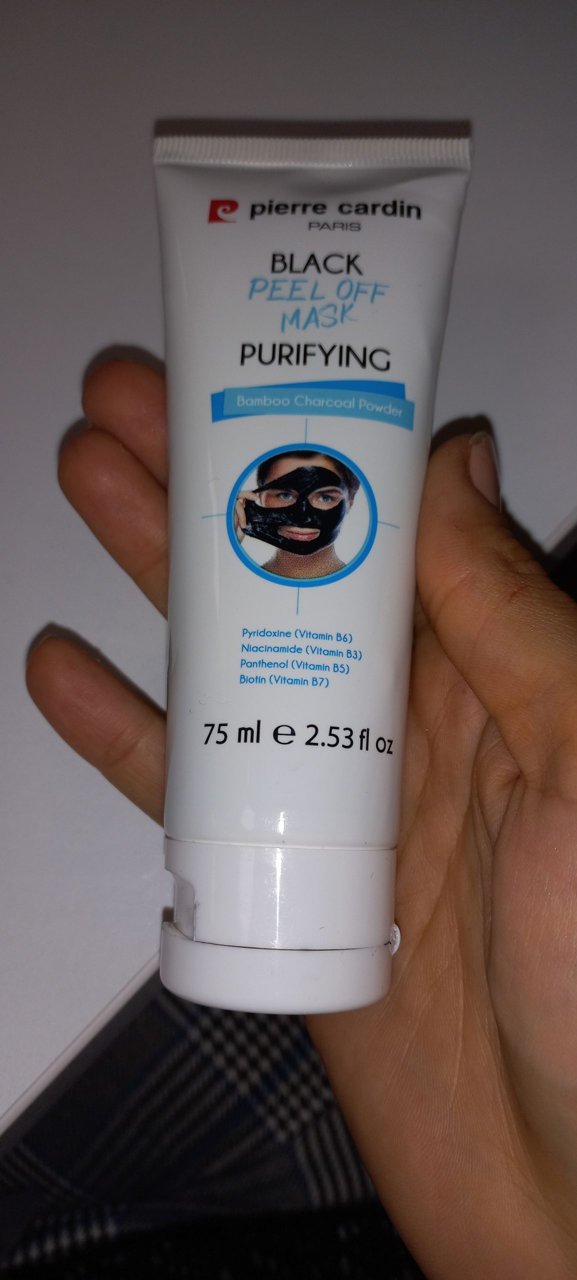 pierre cardin
PARIS
BLACK
PEEL OFF
MASK
PURIFYING
Bamboo Charcoal Powder
Pyridoxine (Vitamin B6)
Niacinamide (Vitamin B3)
Panthenol (Vitamin B5)
Biotin (Vitamin B7)
75 ml ℮ 2.53 fl oz